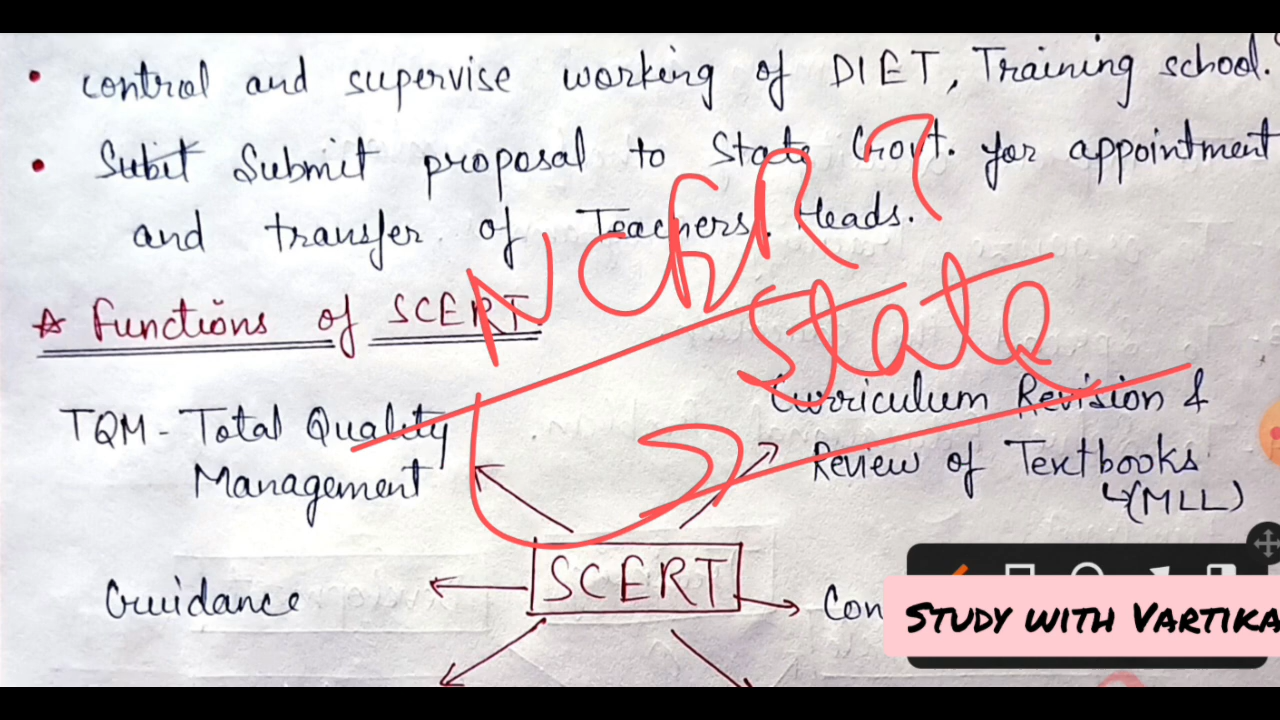 • control and supervise working of DIET, Training school.
• Subit Submit proposal to State Govt. for appointment
and transfer of Teachers. Heads.
NCER
State
☆ Functions of SCERT
TQM - Total Quality
Management
Curriculum Revision &
Review of Textbooks
↳(MLL)
SCERT
Guidance
Con
STUDY WITH VARTIKA